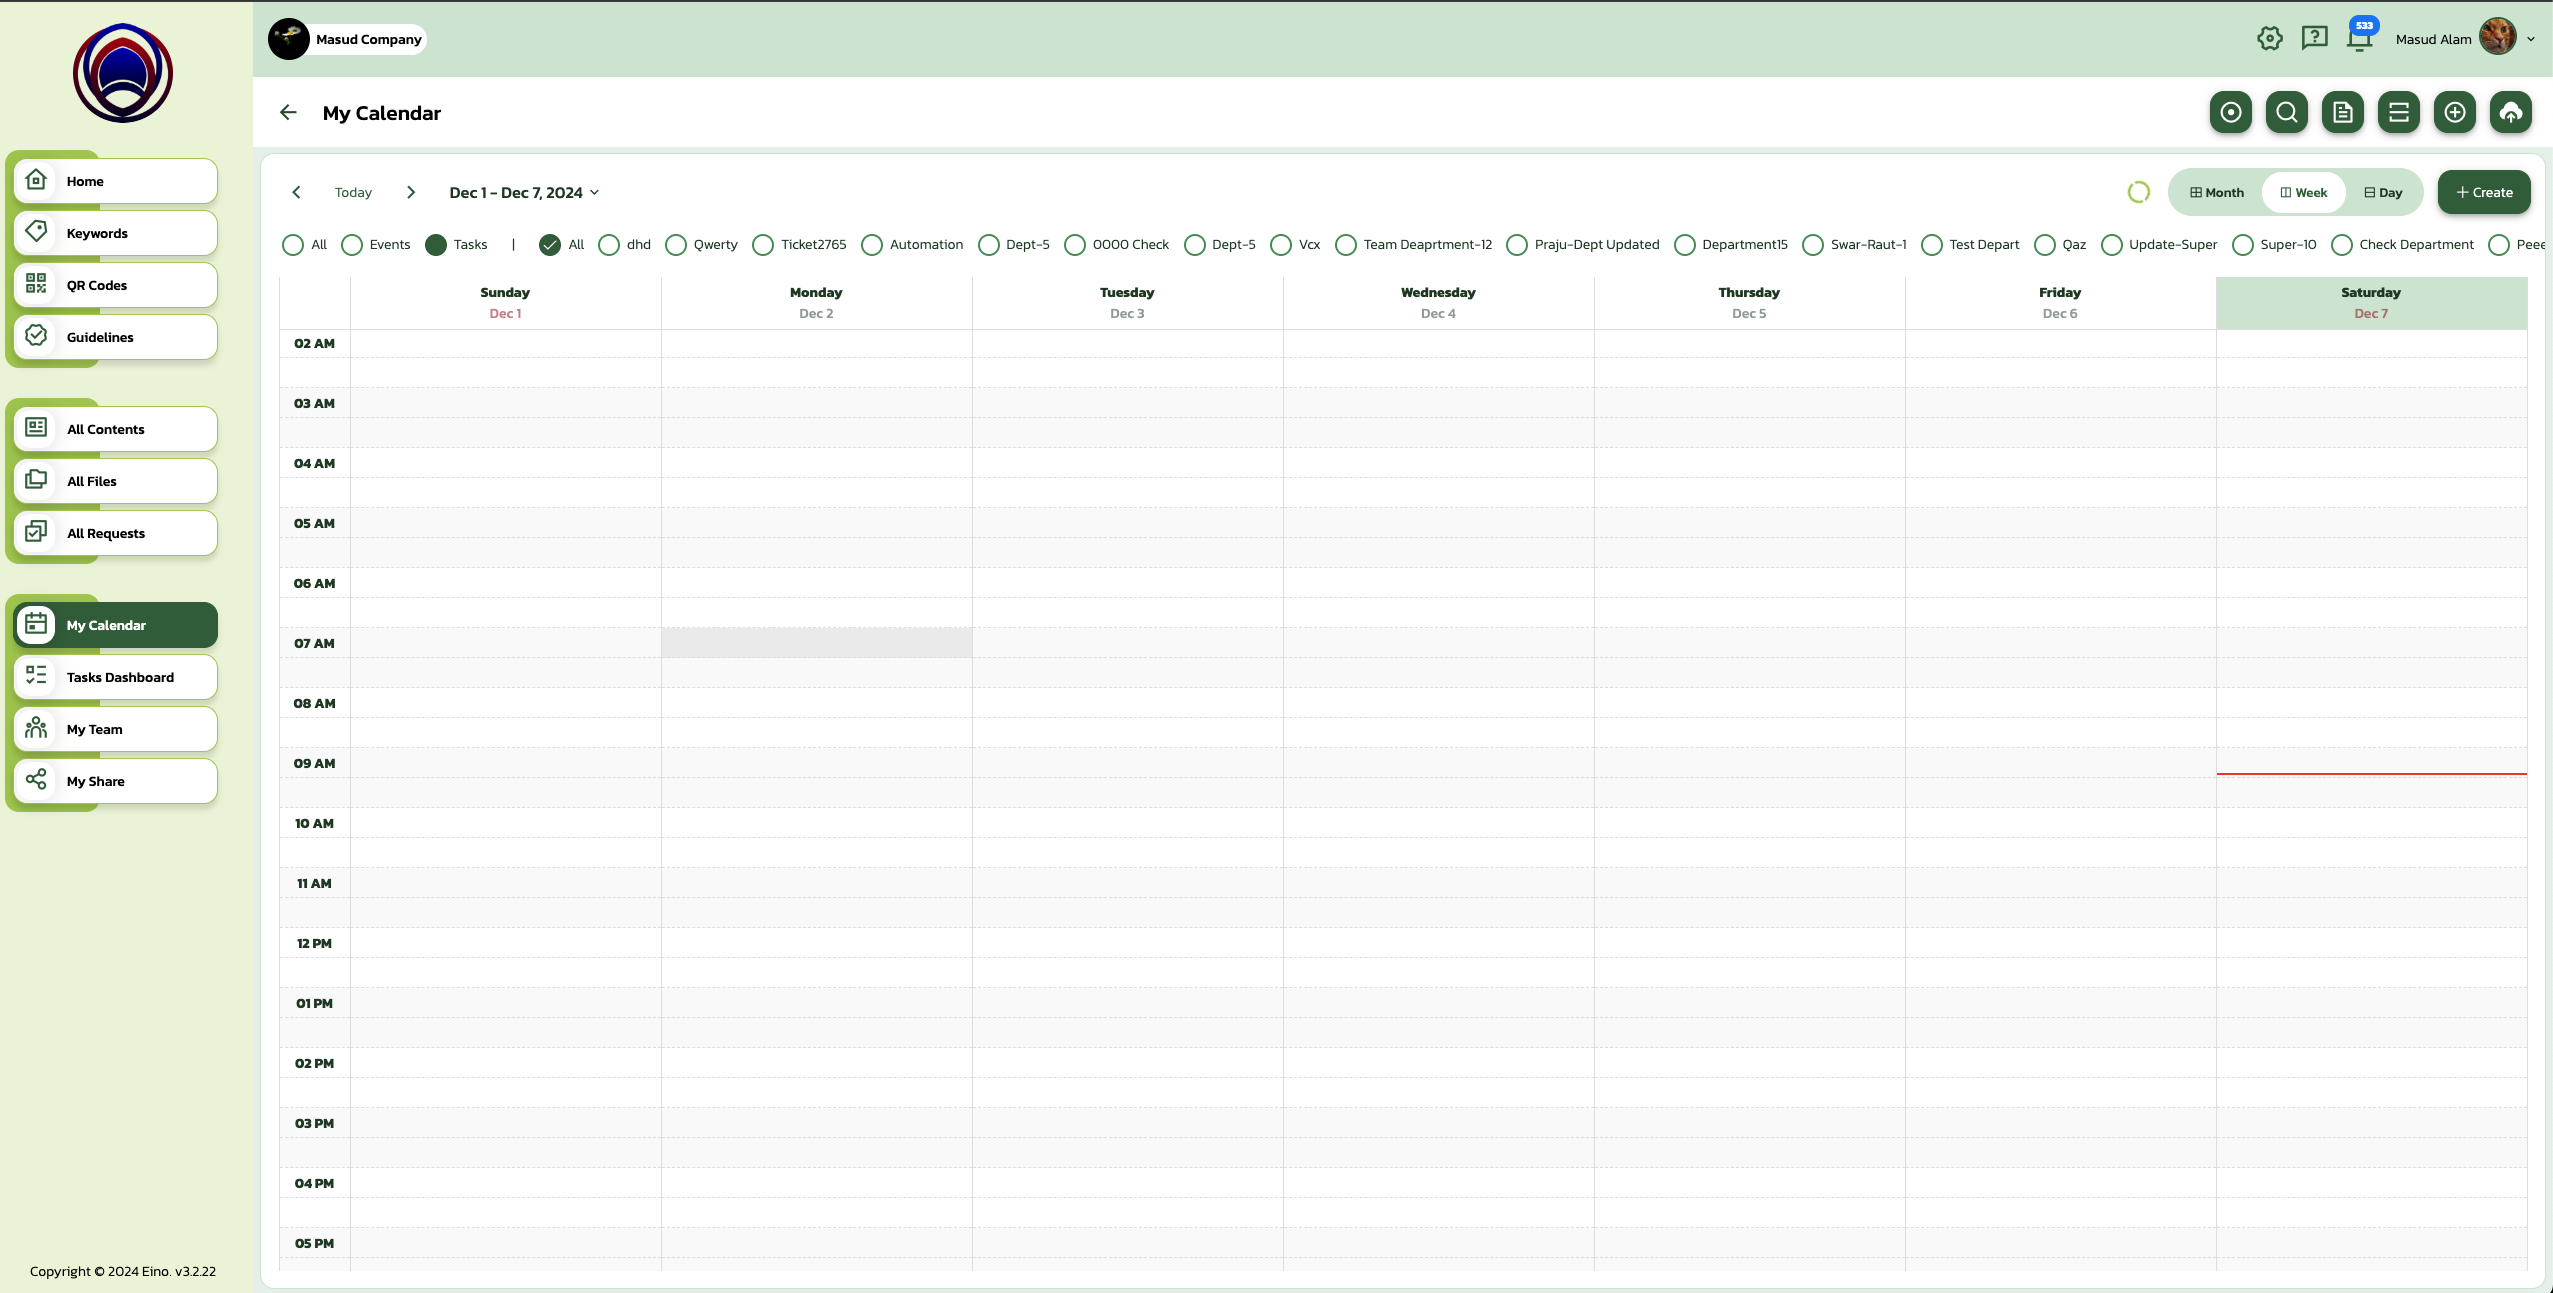 Masud Company
533
Masud Alam
My Calendar
Home
Keywords
QR Codes
Guidelines
All Contents
All Files
All Requests
My Calendar
Tasks Dashboard
My Team
My Share
Copyright © 2024 Eino. v3.2.22
Today
Dec 1 - Dec 7, 2024
Month
Week
Day
+ Create
All Events Tasks | All dhd Qwerty Ticket2765 Automation Dept-5 0000 Check Dept-5 Vcx Team Deaprtment-12 Praju-Dept Updated Department15 Swar-Raut-1 Test Depart Qaz Update-Super Super-10 Check Department Peee
Sunday Monday Tuesday Wednesday Thursday Friday Saturday
Dec 1 Dec 2 Dec 3 Dec 4 Dec 5 Dec 6 Dec 7
02 AM
03 AM
04 AM
05 AM
06 AM
07 AM
08 AM
09 AM
10 AM
11 AM
12 PM
01 PM
02 PM
03 PM
04 PM
05 PM